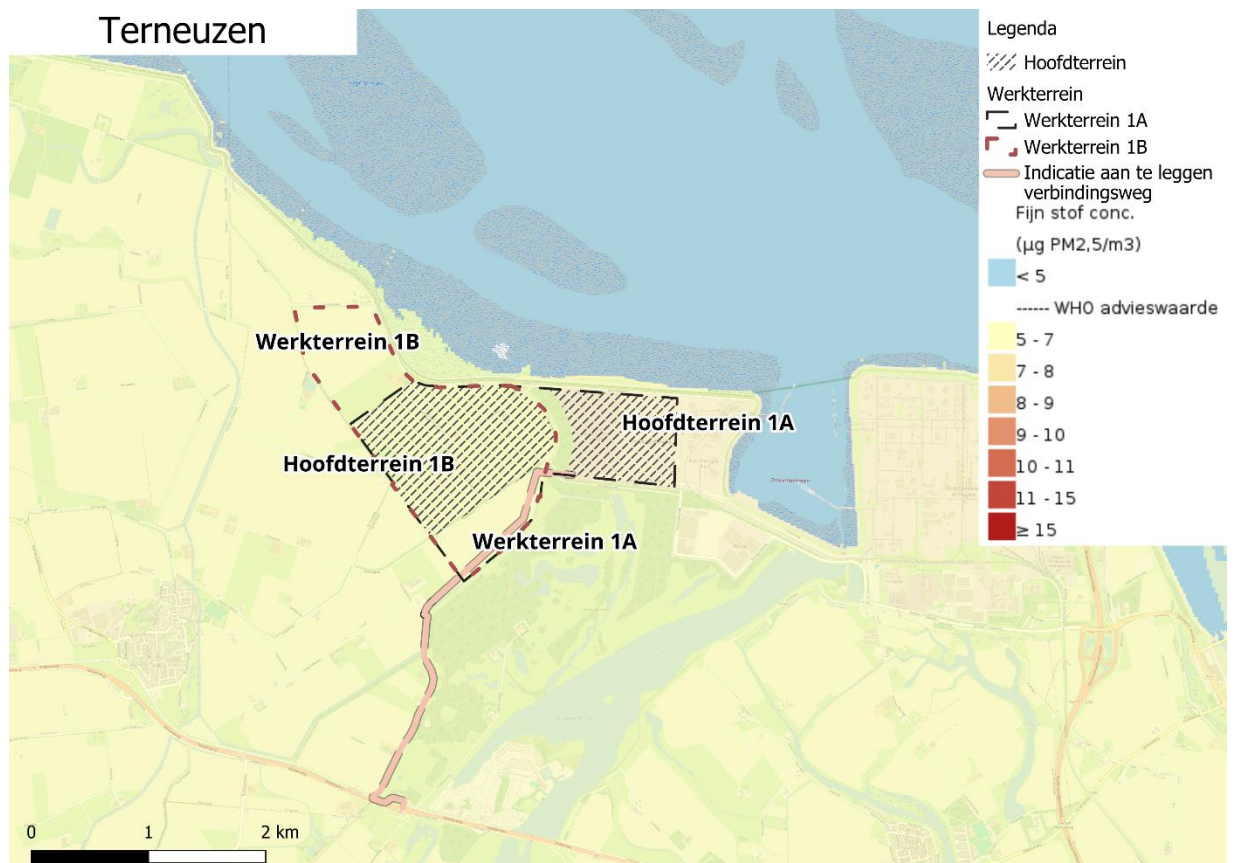 Terneuzen
Legenda
Hoofdterrein
Werkterrein
Werkterrein 1A
Werkterrein 1B
Indicatie aan te leggen
verbindingsweg
Fijn stof conc.
(µg PM2,5/m3)
< 5
------ WHO advieswaarde
5 - 7
7 - 8
8 - 9
9 - 10
10 - 11
11 - 15
≥ 15
Werkterrein 1B
Hoofdterrein 1A
Hoofdterrein 1B
Werkterrein 1A
0 1 2 km